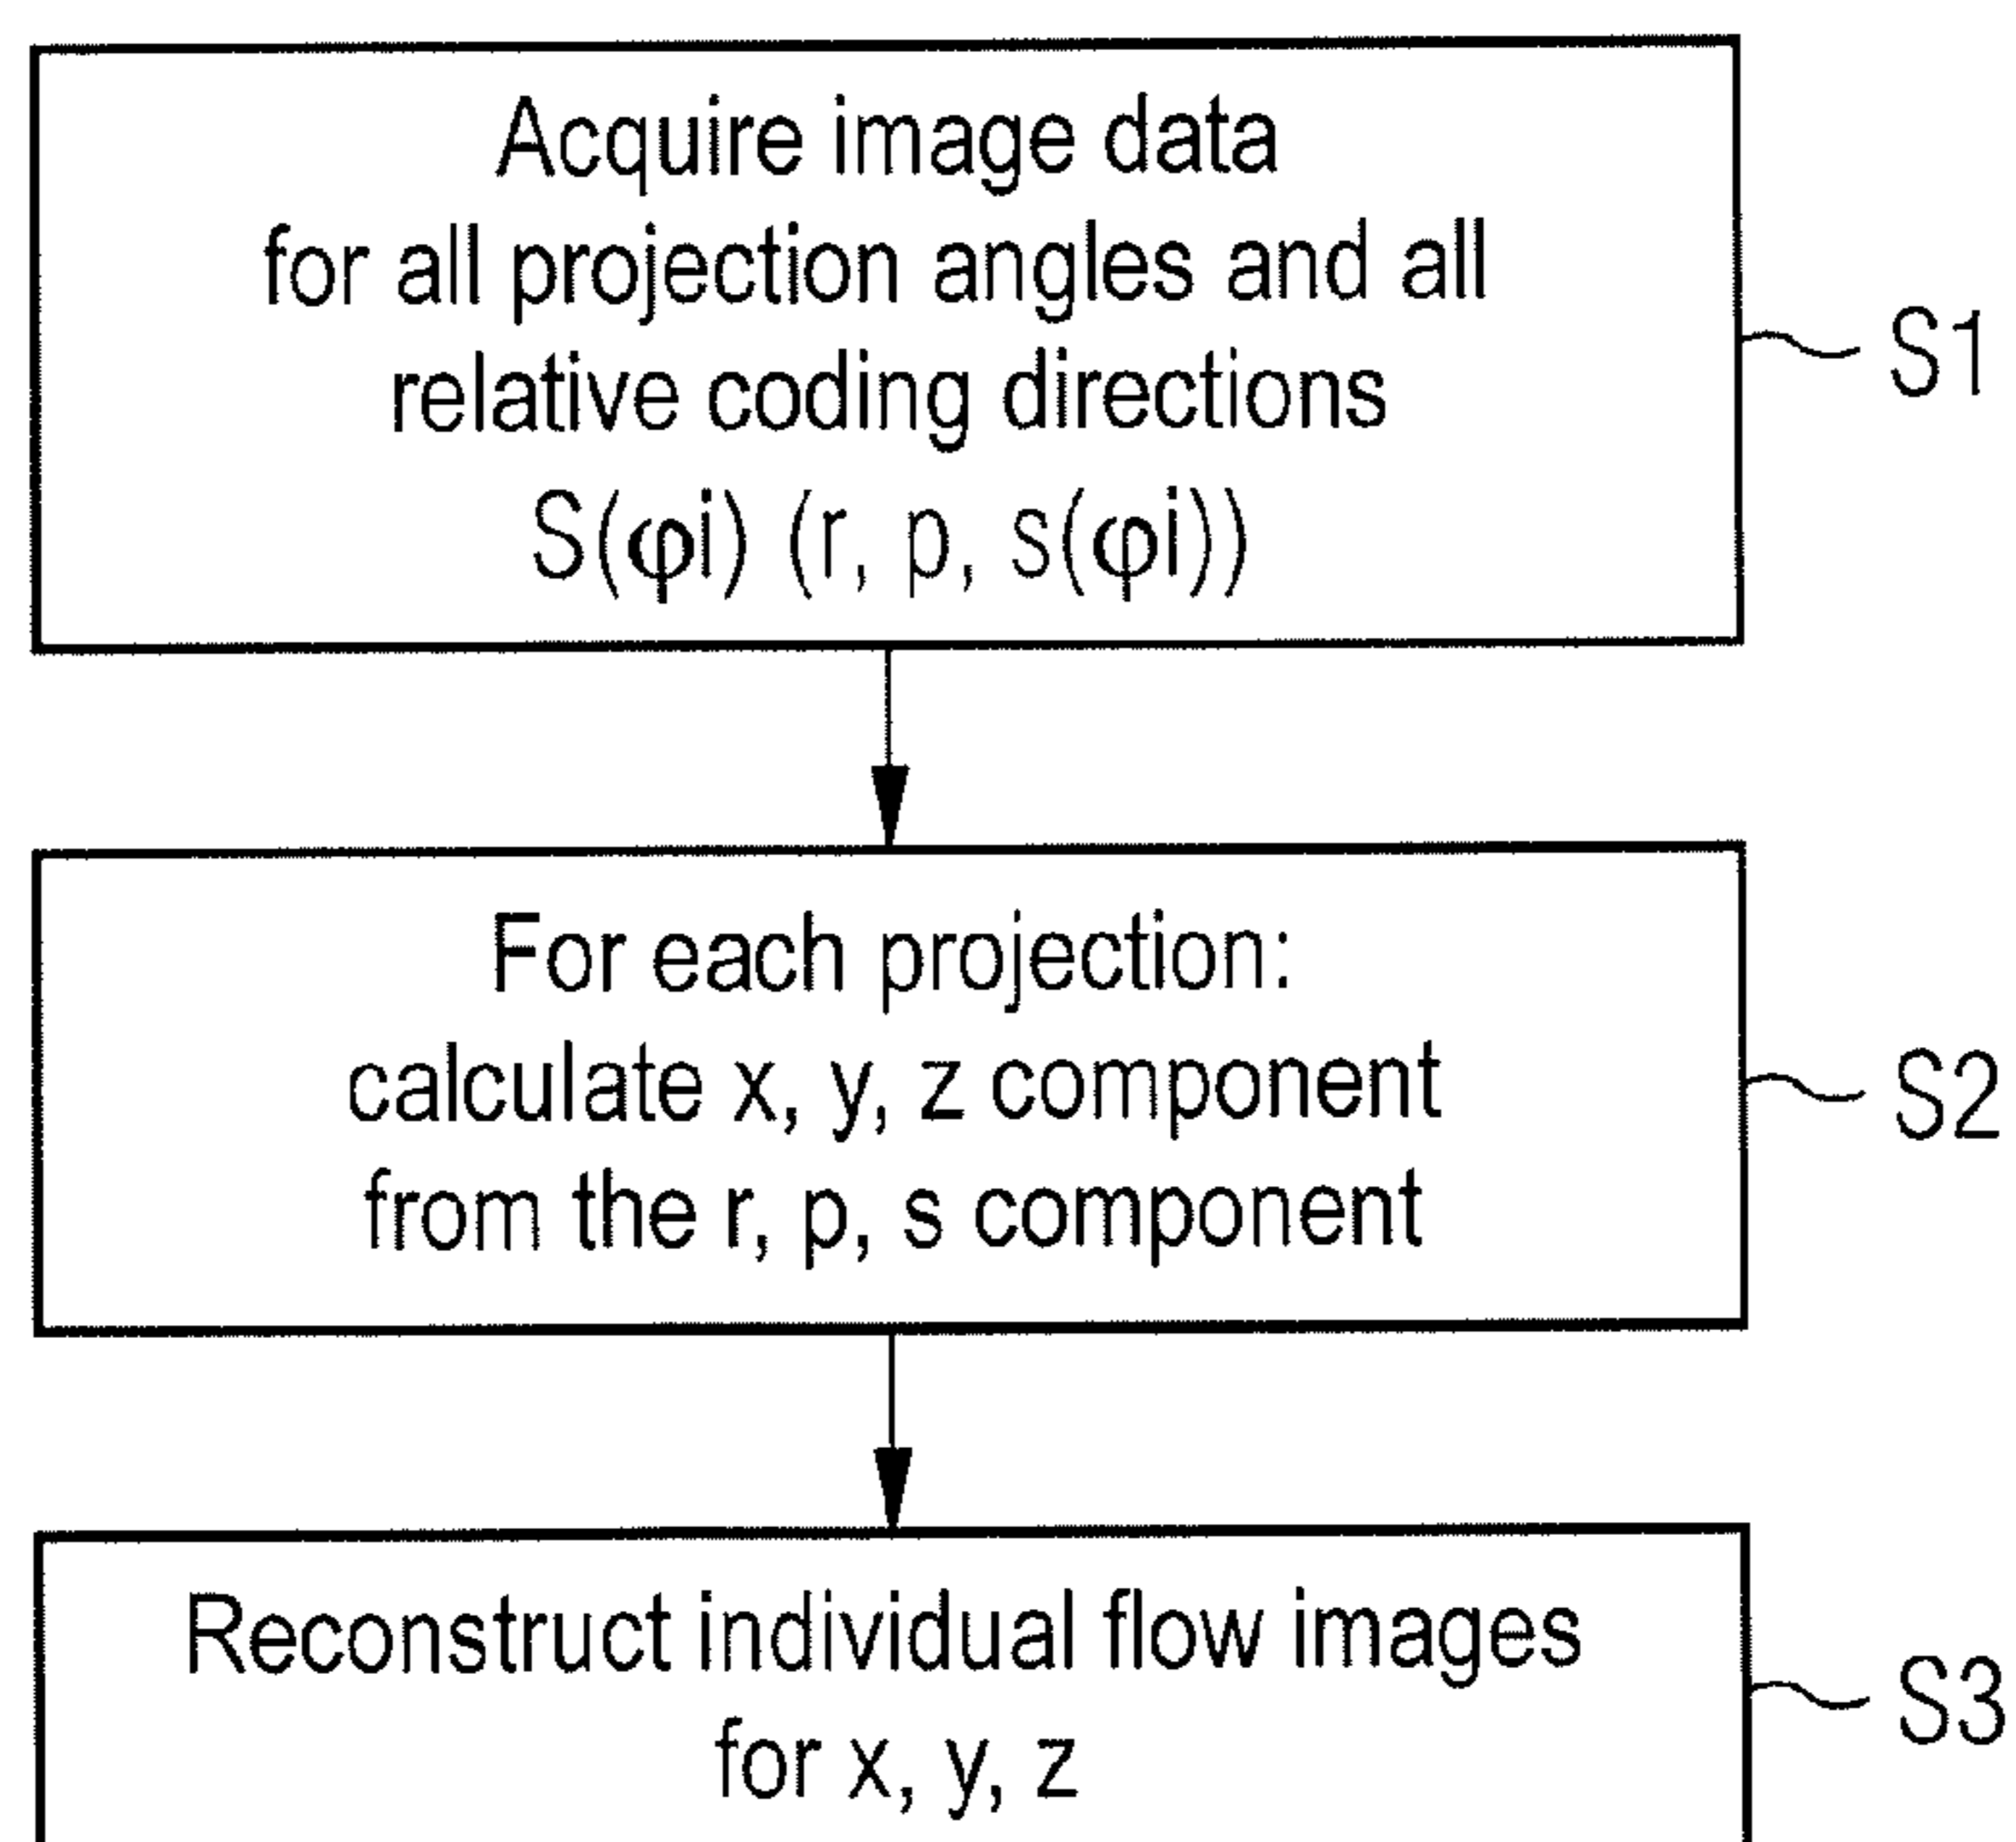 Acquire image data
for all projection angles and all
relative coding directions
S(φi) (r, p, s(φi))
S1
For each projection:
calculate x, y, z component
from the r, p, s component
S2
Reconstruct individual flow images
for x, y, z
S3